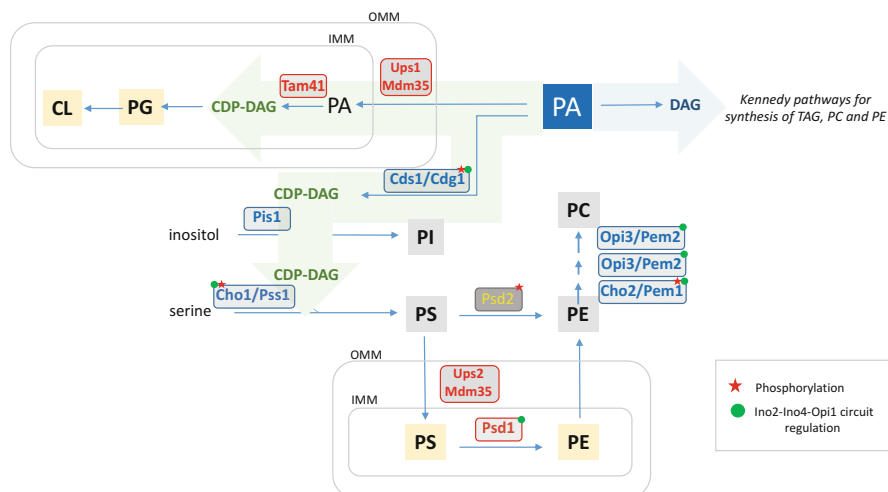 OMM
IMM
Ups1
Mdm35
Tam41
CL
PG
CDP-DAG
PA
PA
DAG
Kennedy pathways for
synthesis of TAG, PC and PE
Cds1/Cdg1
CDP-DAG
Pis1
inositol
PI
PC
Opi3/Pem2
Opi3/Pem2
Cho2/Pem1
CDP-DAG
Cho1/Pss1
serine
PS
Psd2
PE
OMM
Ups2
Mdm35
IMM
PS
Psd1
PE
Phosphorylation
Ino2-Ino4-Opi1 circuit
regulation